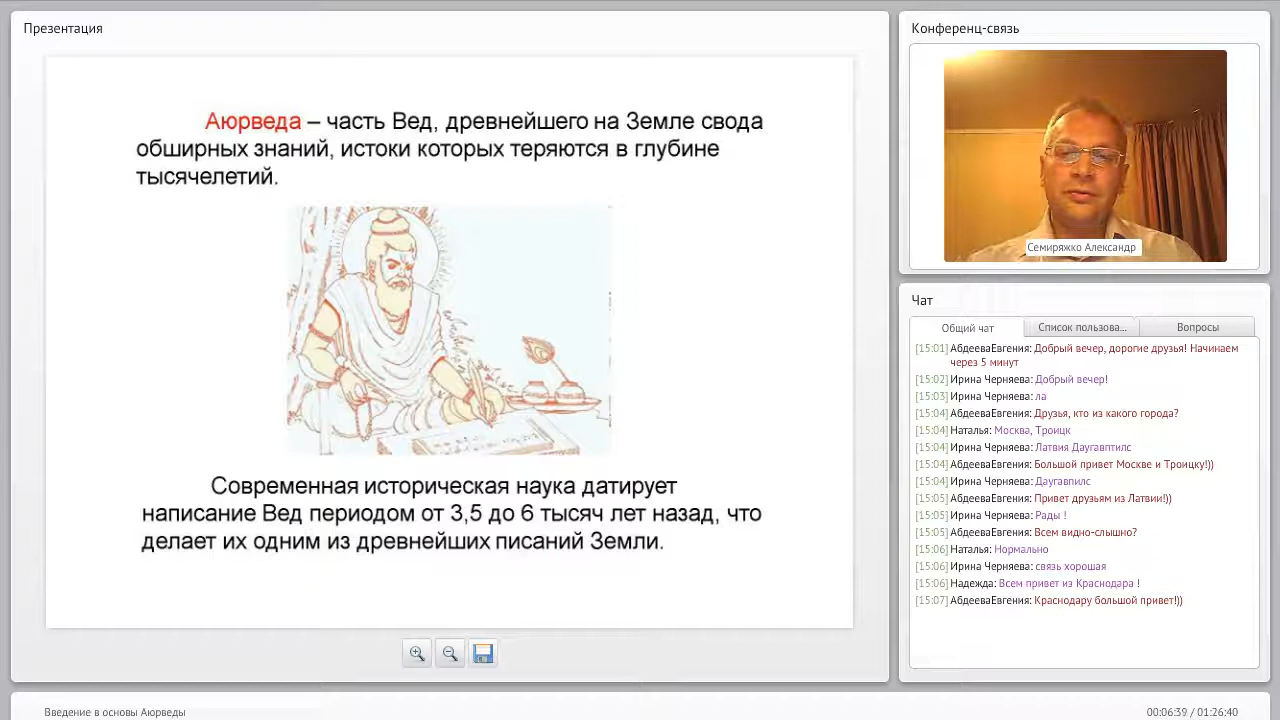 Презентация
Аюрведа – часть Вед, древнейшего на Земле свода
обширных знаний, истоки которых теряются в глубине
тысячелетий.
Современная историческая наука датирует
написание Вед периодом от 3,5 до 6 тысяч лет назад, что
делает их одним из древнейших писаний Земли.
Конференц-связь
Семиряжко Александр
Чат
Общий чат
Список пользова...
Вопросы
[15:01] АбдееваЕвгения: Добрый вечер, дорогие друзья! Начинаем
через 5 минут
[15:02] Ирина Черняева: Добрый вечер!
[15:03] Ирина Черняева: ла
[15:04] АбдееваЕвгения: Друзья, кто из какого города?
[15:04] Наталья: Москва, Троицк
[15:04] Ирина Черняева: Латвия Даугавптилс
[15:04] АбдееваЕвгения: Большой привет Москве и Троицку!))
[15:04] Ирина Черняева: Даугавпилс
[15:05] АбдееваЕвгения: Привет друзьям из Латвии!))
[15:05] Ирина Черняева: Рады !
[15:05] АбдееваЕвгения: Всем видно-слышно?
[15:06] Наталья: Нормально
[15:06] Ирина Черняева: связь хорошая
[15:06] Надежда: Всем привет из Краснодара !
[15:07] АбдееваЕвгения: Краснодару большой привет!))
Введение в основы Аюрведы
00:06:39 / 01:26:40